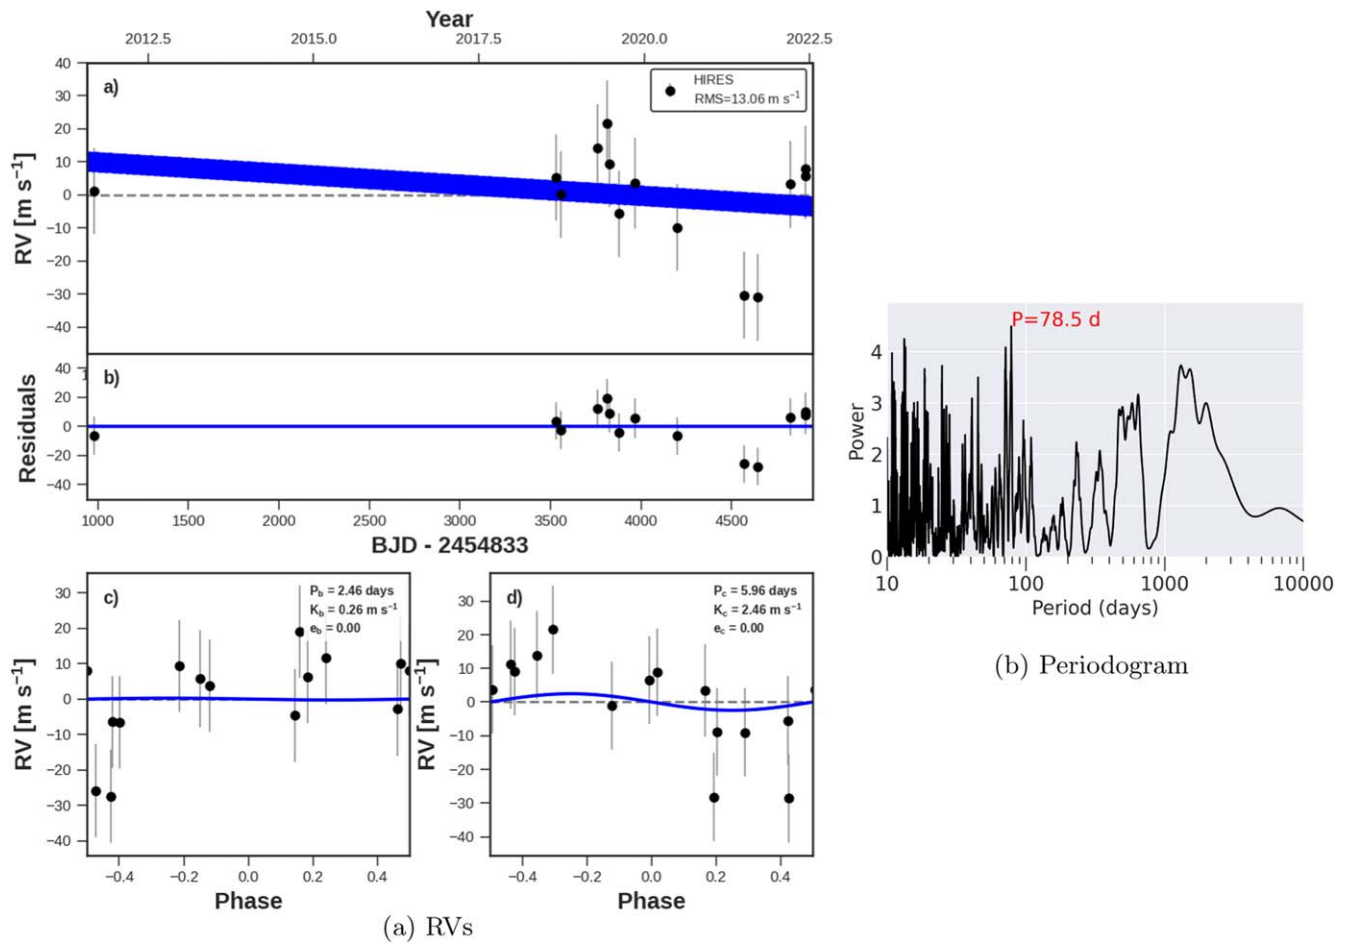 Year
2012.5 2015.0 2017.5 2020.0 2022.5
a)
HIRES
RMS=13.06 m s⁻¹
40
30
20
10
0
−10
−20
−30
−40
RV [m s⁻¹]
b)
40
20
0
−20
−40
Residuals
1000 1500 2000 2500 3000 3500 4000 4500
BJD - 2454833
c)
P_b = 2.46 days
K_b = 0.26 m s⁻¹
e_b = 0.00
30
20
10
0
−10
−20
−30
−40
RV [m s⁻¹]
−0.4 −0.2 0.0 0.2 0.4
Phase
d)
P_c = 5.96 days
K_c = 2.46 m s⁻¹
e_c = 0.00
30
20
10
0
−10
−20
−30
−40
RV [m s⁻¹]
−0.4 −0.2 0.0 0.2 0.4
Phase
(a) RVs
P=78.5 d
4
3
2
1
0
Power
10 100 1000 10000
Period (days)
(b) Periodogram